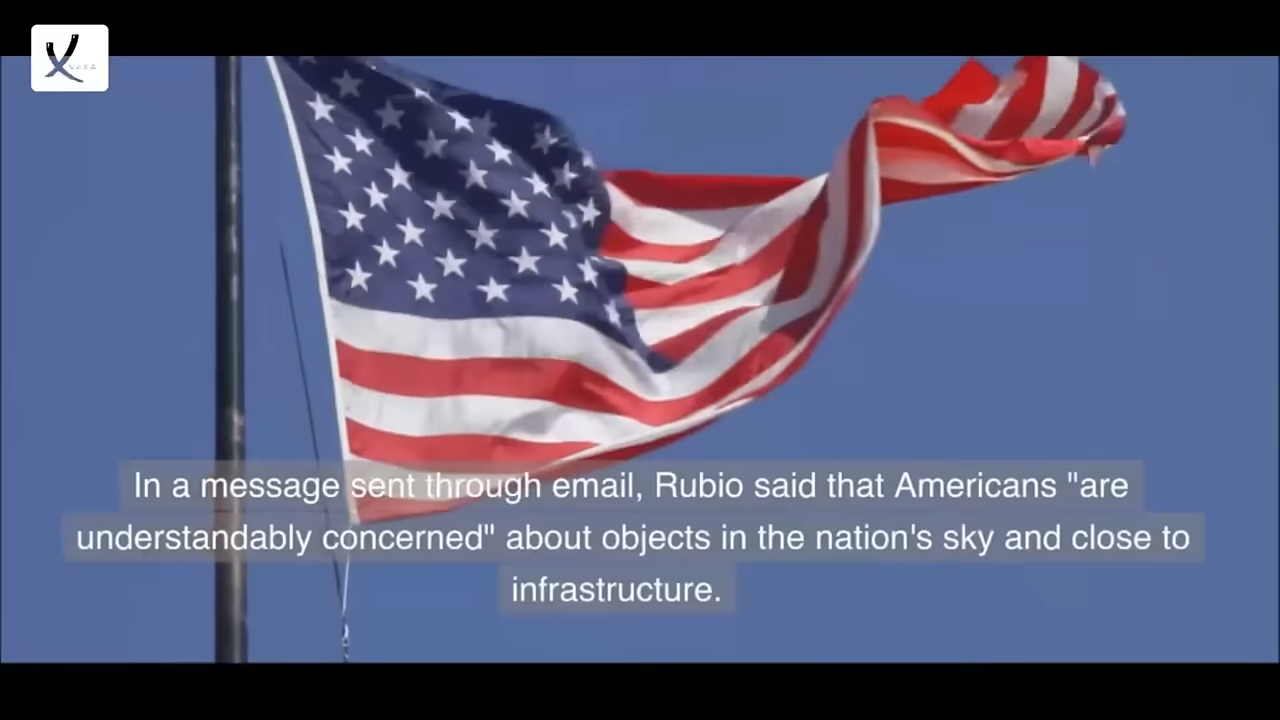 In a message sent through email, Rubio said that Americans "are
understandably concerned" about objects in the nation's sky and close to
infrastructure.